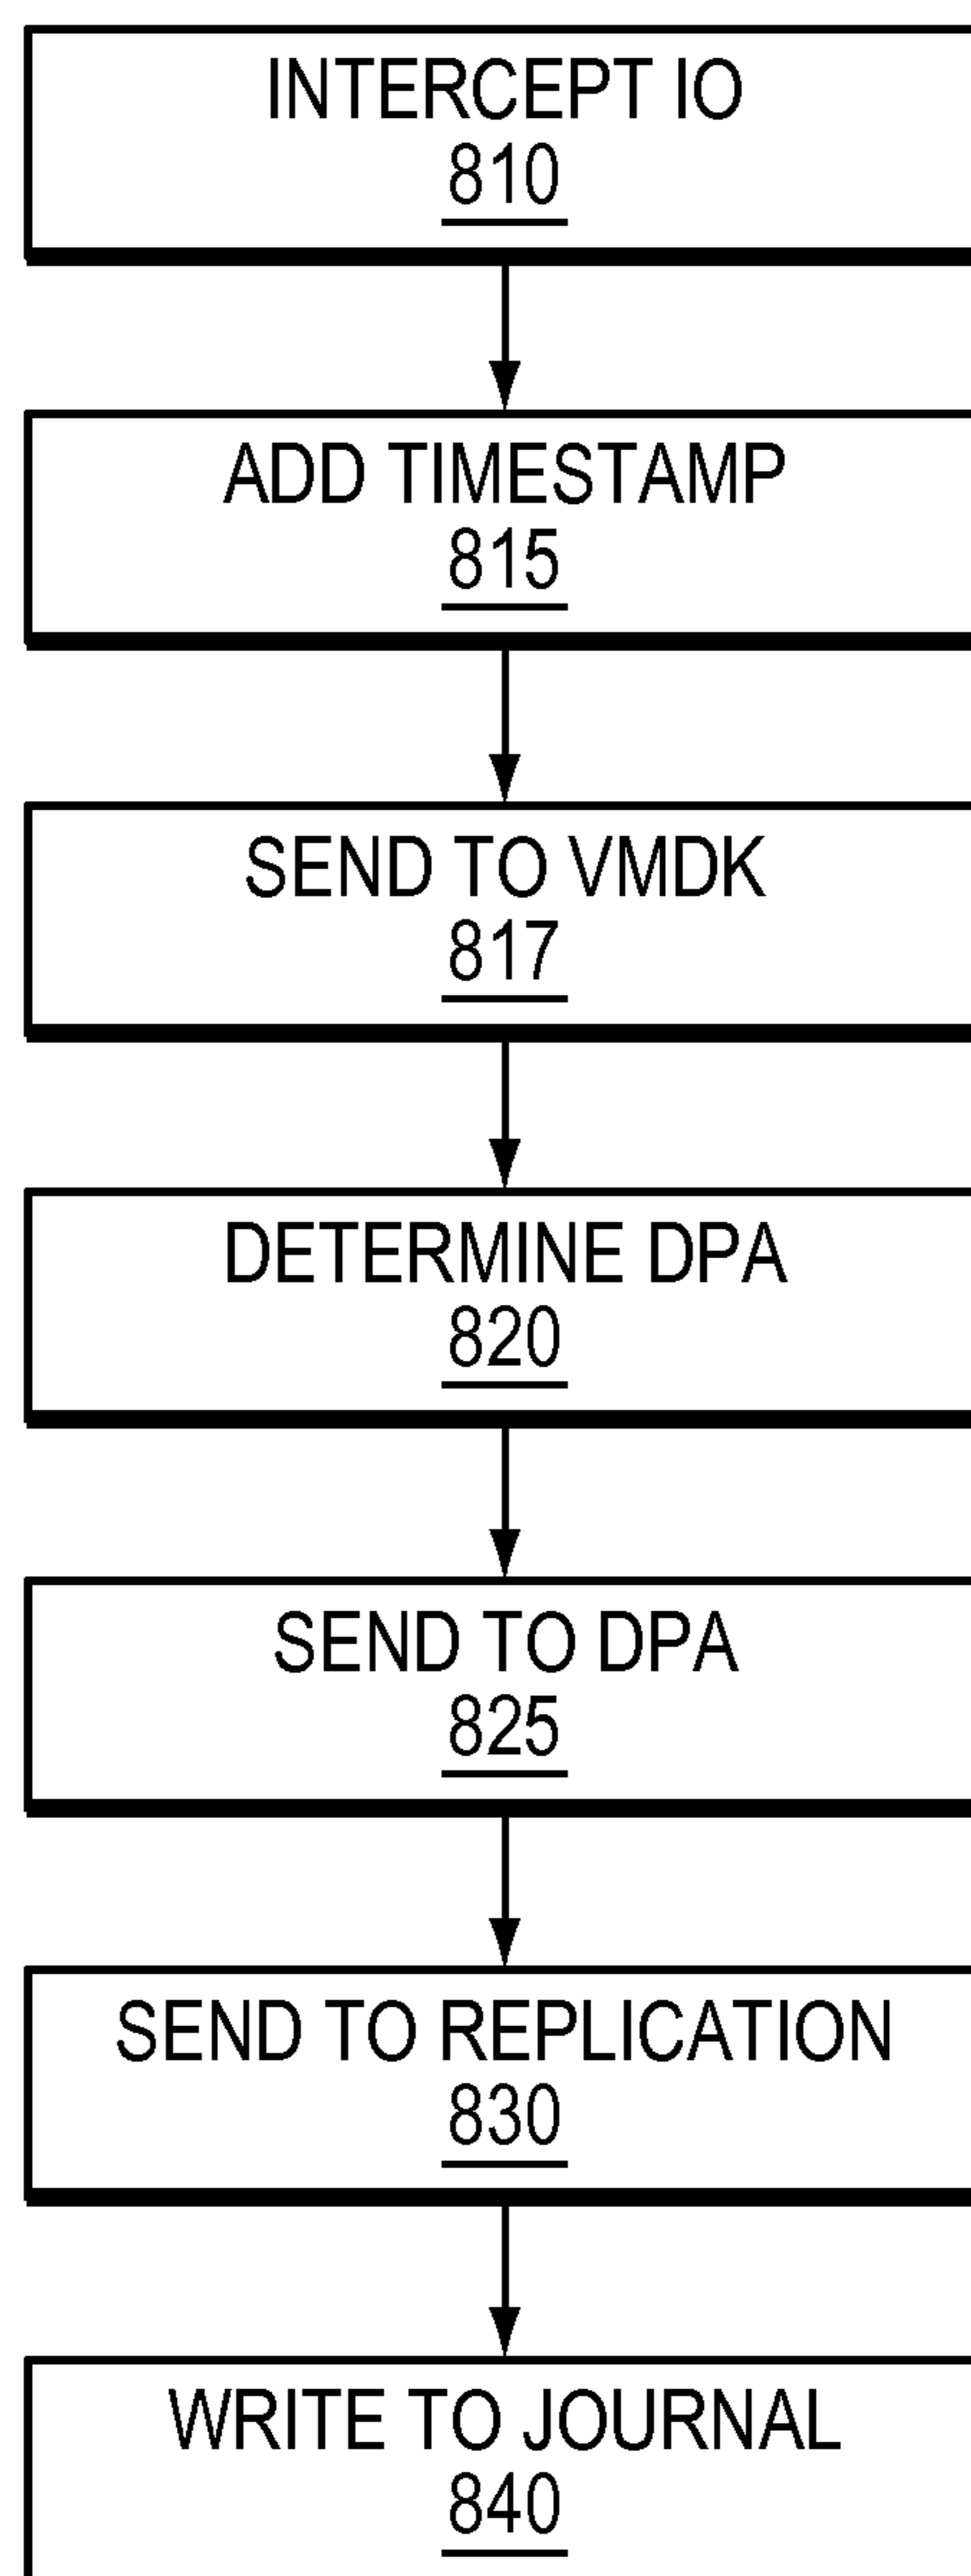 INTERCEPT IO
810
ADD TIMESTAMP
815
SEND TO VMDK
817
DETERMINE DPA
820
SEND TO DPA
825
SEND TO REPLICATION
830
WRITE TO JOURNAL
840